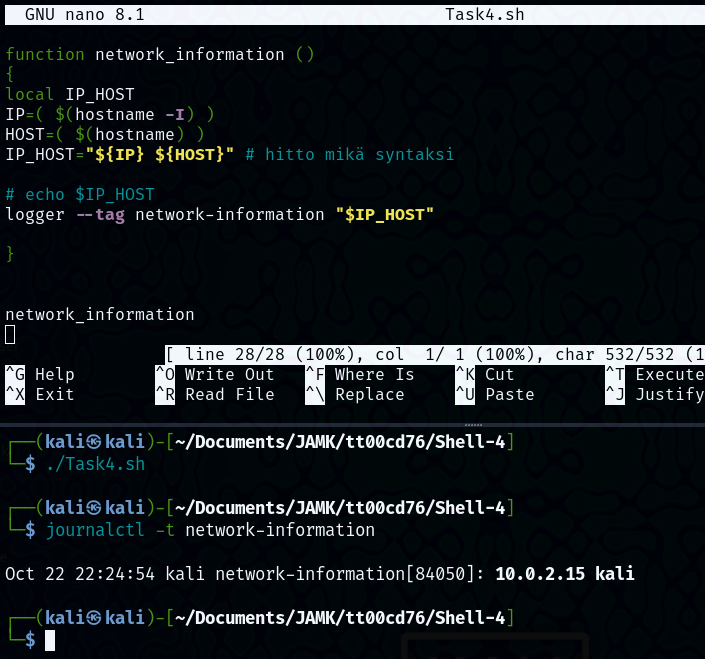 GNU nano 8.1 Task4.sh
function network_information ()
{
local IP_HOST
IP=( $(hostname -I) )
HOST=( $(hostname) )
IP_HOST="${IP} ${HOST}" # hitto mikä syntaksi
# echo $IP_HOST
logger --tag network-information "$IP_HOST"
}
network_information
[ line 28/28 (100%), col  1/ 1 (100%), char 532/532 (1
^G Help ^O Write Out ^F Where Is ^K Cut ^T Execute
^X Exit ^R Read File ^\ Replace ^U Paste ^J Justify
┌──(kali㉿kali)-[~/Documents/JAMK/tt00cd76/Shell-4]
└─$ ./Task4.sh
┌──(kali㉿kali)-[~/Documents/JAMK/tt00cd76/Shell-4]
└─$ journalctl -t network-information
Oct 22 22:24:54 kali network-information[84050]: 10.0.2.15 kali
┌──(kali㉿kali)-[~/Documents/JAMK/tt00cd76/Shell-4]
└─$